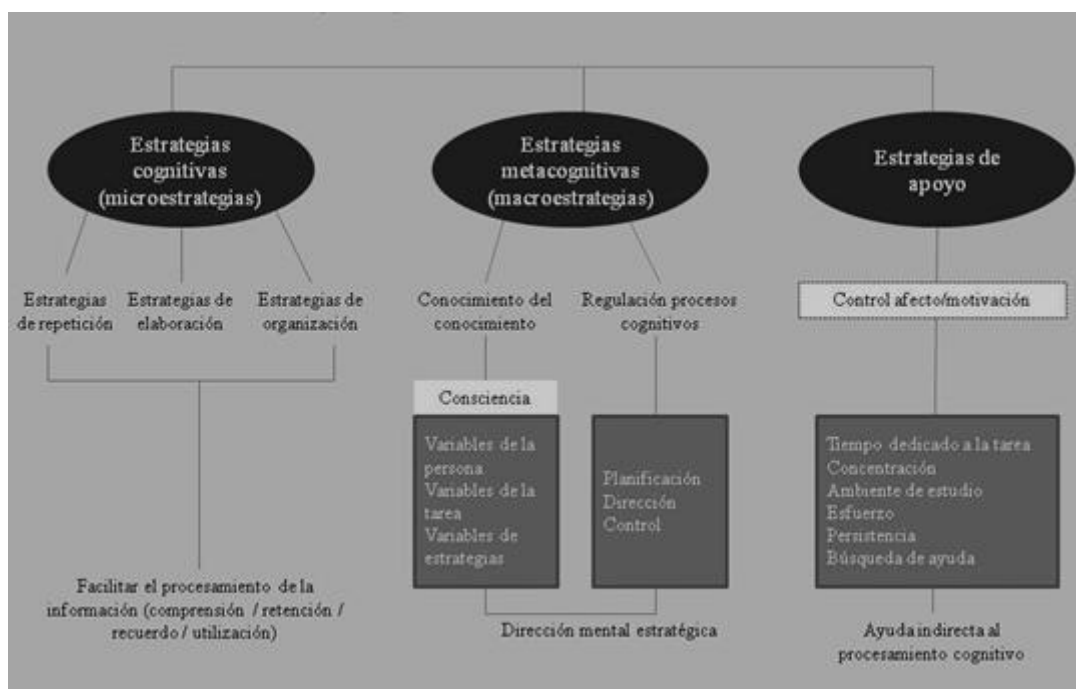 Estrategias
cognitivas
(microestrategias)
Estrategias
metacognitivas
(macroestrategias)
Estrategias de
apoyo
Estrategias
de repetición
Estrategias de
elaboración
Estrategias de
organización
Conocimiento del
conocimiento
Regulación procesos
cognitivos
Control afecto/motivación
Consciencia
Variables de la
persona
Variables de la
tarea
Variables de
estrategias
Planificación
Dirección
Control
Tiempo dedicado a la tarea
Concentración
Ambiente de estudio
Esfuerzo
Persistencia
Búsqueda de ayuda
Facilitar el procesamiento de la
información (comprensión / retención /
recuerdo / utilización)
Dirección mental estratégica
Ayuda indirecta al
procesamiento cognitivo